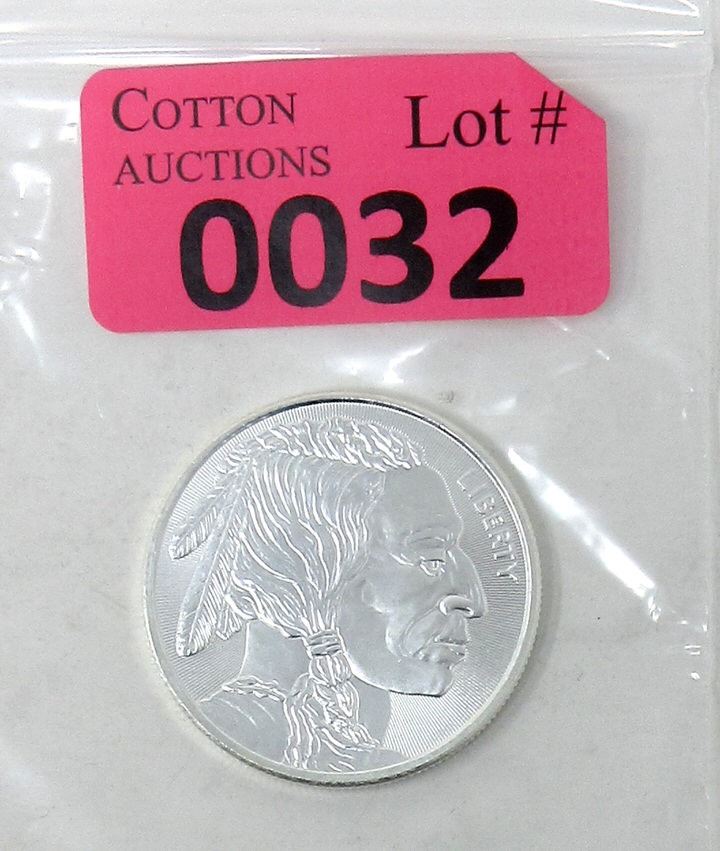 COTTON
AUCTIONS
Lot #
0032
LIBERTY